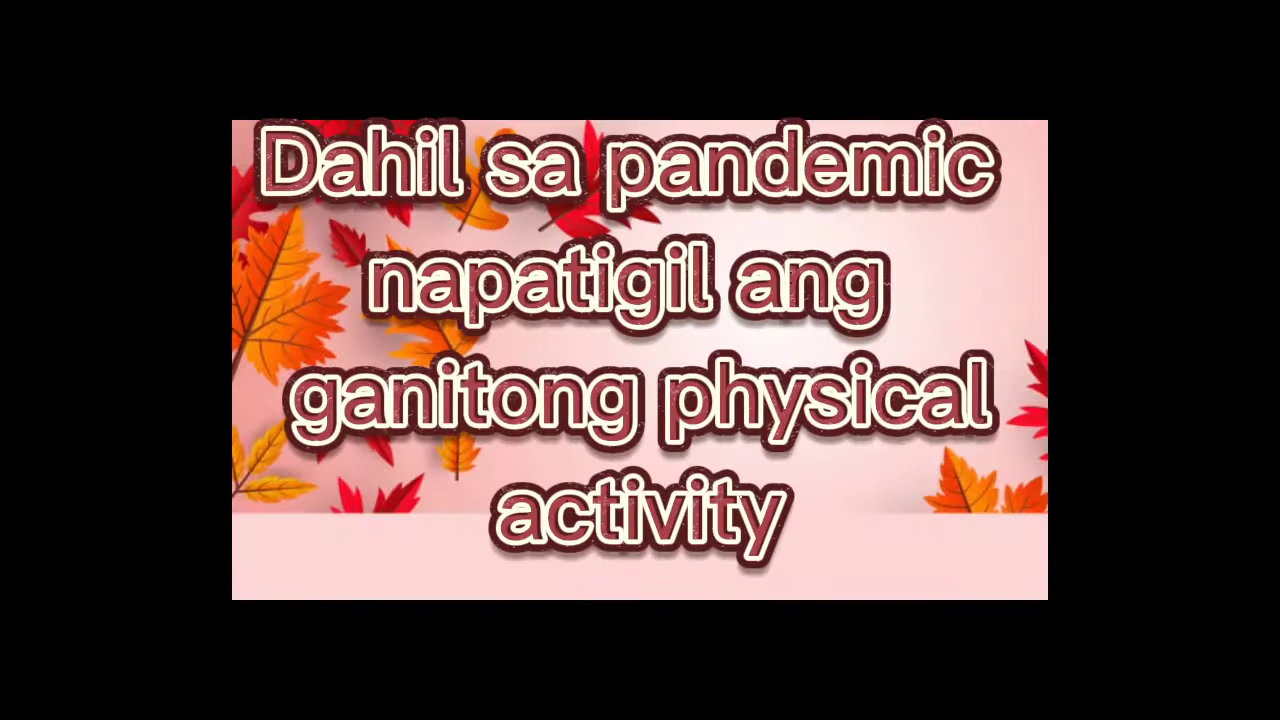 Dahil sa pandemic
napatigil ang
ganitong physical
activity